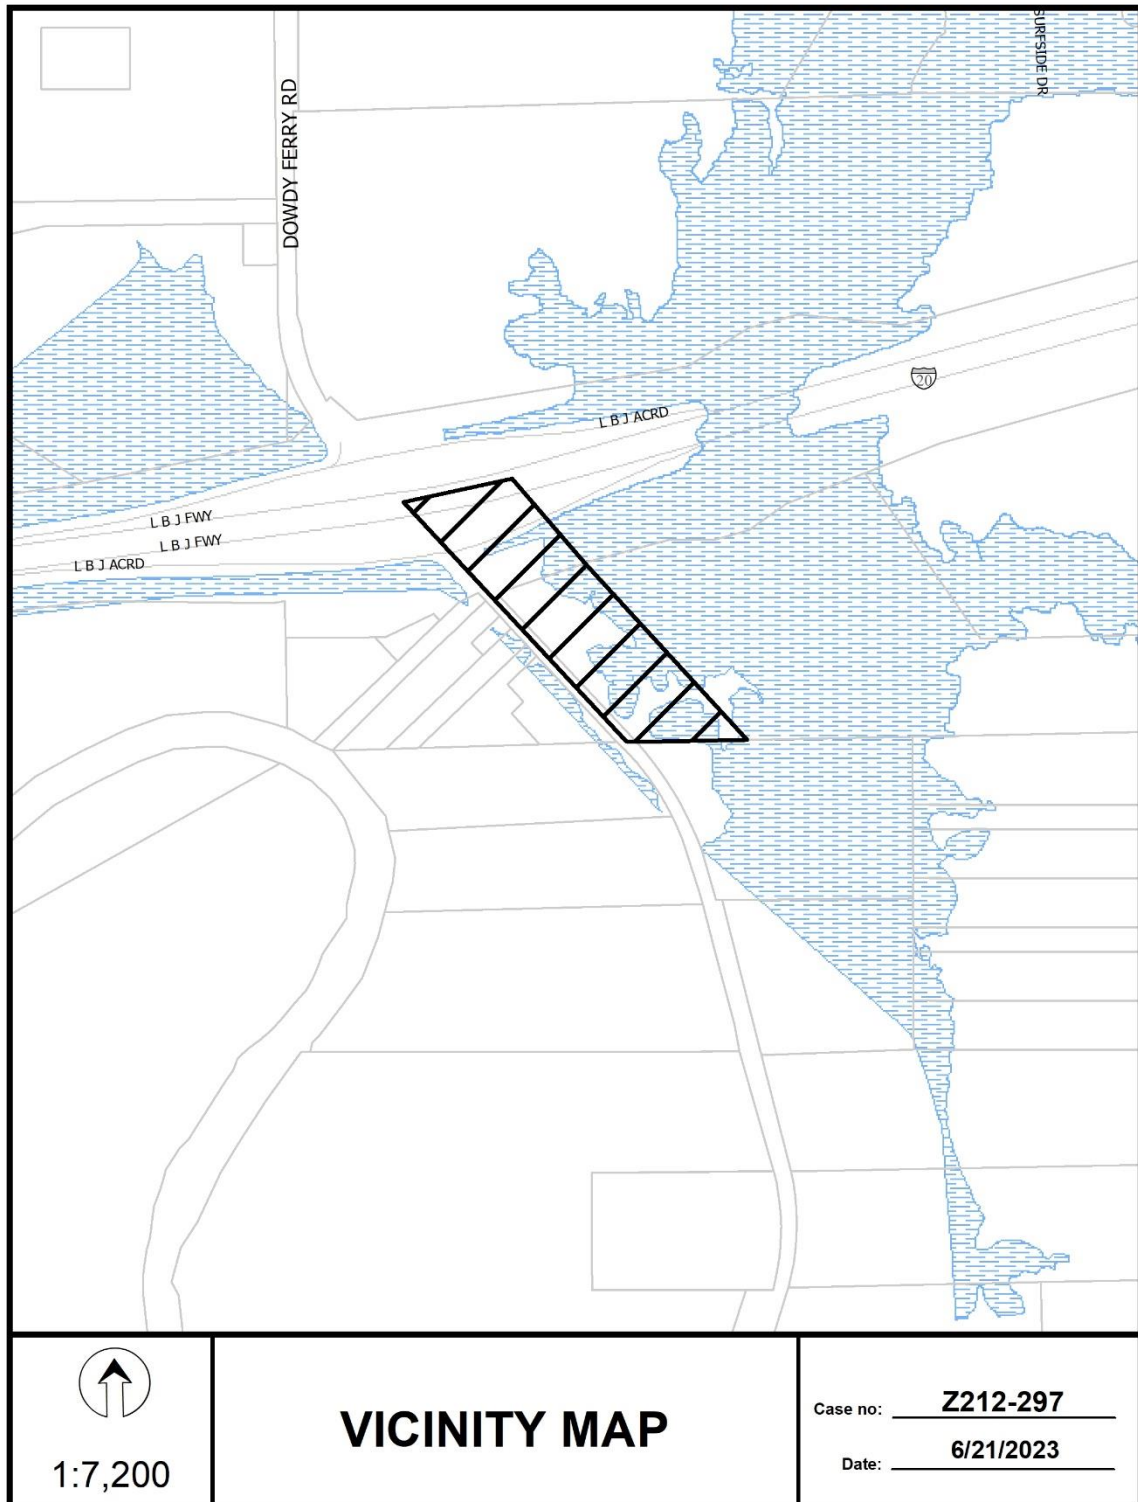 SURFSIDE DR
DOWDY FERRY RD
20
L B J ACRD
L B J FWY
L B J FWY
L B J ACRD
1:7,200
VICINITY MAP
Case no: Z212-297
Date: 6/21/2023